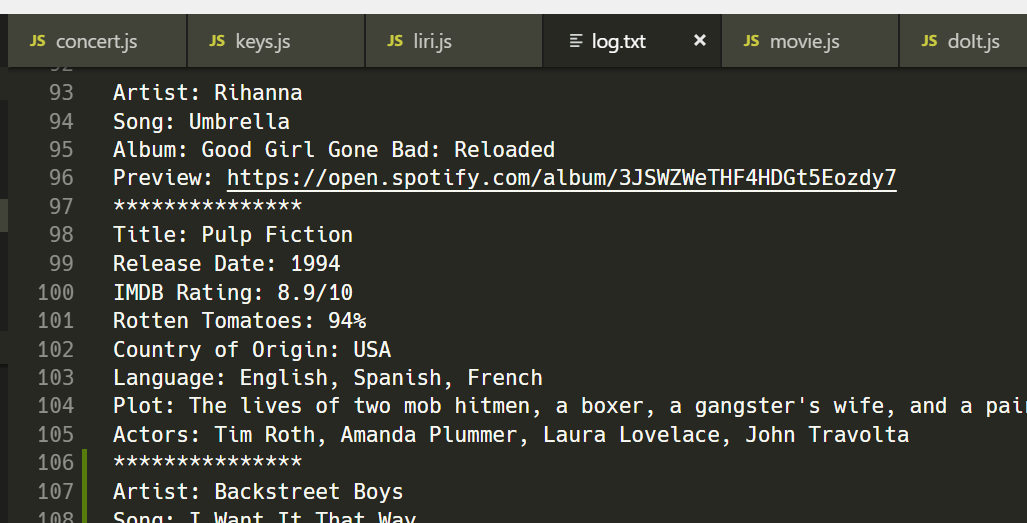 JS concert.js JS keys.js JS liri.js log.txt × JS movie.js JS doIt.js
92
93 Artist: Rihanna
94 Song: Umbrella
95 Album: Good Girl Gone Bad: Reloaded
96 Preview: https://open.spotify.com/album/3JSWZWeTHF4HDGt5Eozdy7
97 ***************
98 Title: Pulp Fiction
99 Release Date: 1994
100 IMDB Rating: 8.9/10
101 Rotten Tomatoes: 94%
102 Country of Origin: USA
103 Language: English, Spanish, French
104 Plot: The lives of two mob hitmen, a boxer, a gangster's wife, and a pai
105 Actors: Tim Roth, Amanda Plummer, Laura Lovelace, John Travolta
106 ***************
107 Artist: Backstreet Boys
108 Song: I Want It That Way